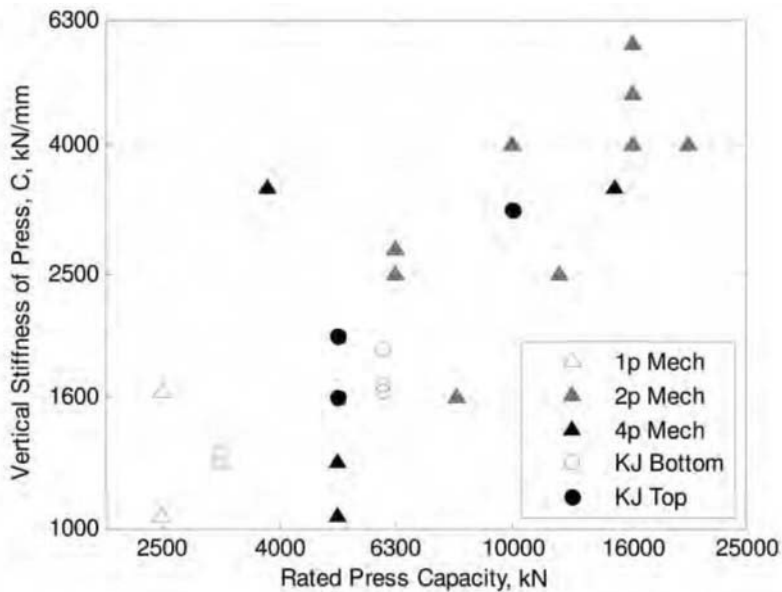 6300
4000
2500
1600
1000
Vertical Stiffness of Press, C, kN/mm
1p Mech
2p Mech
4p Mech
KJ Bottom
KJ Top
2500 4000 6300 10000 16000 25000
Rated Press Capacity, kN